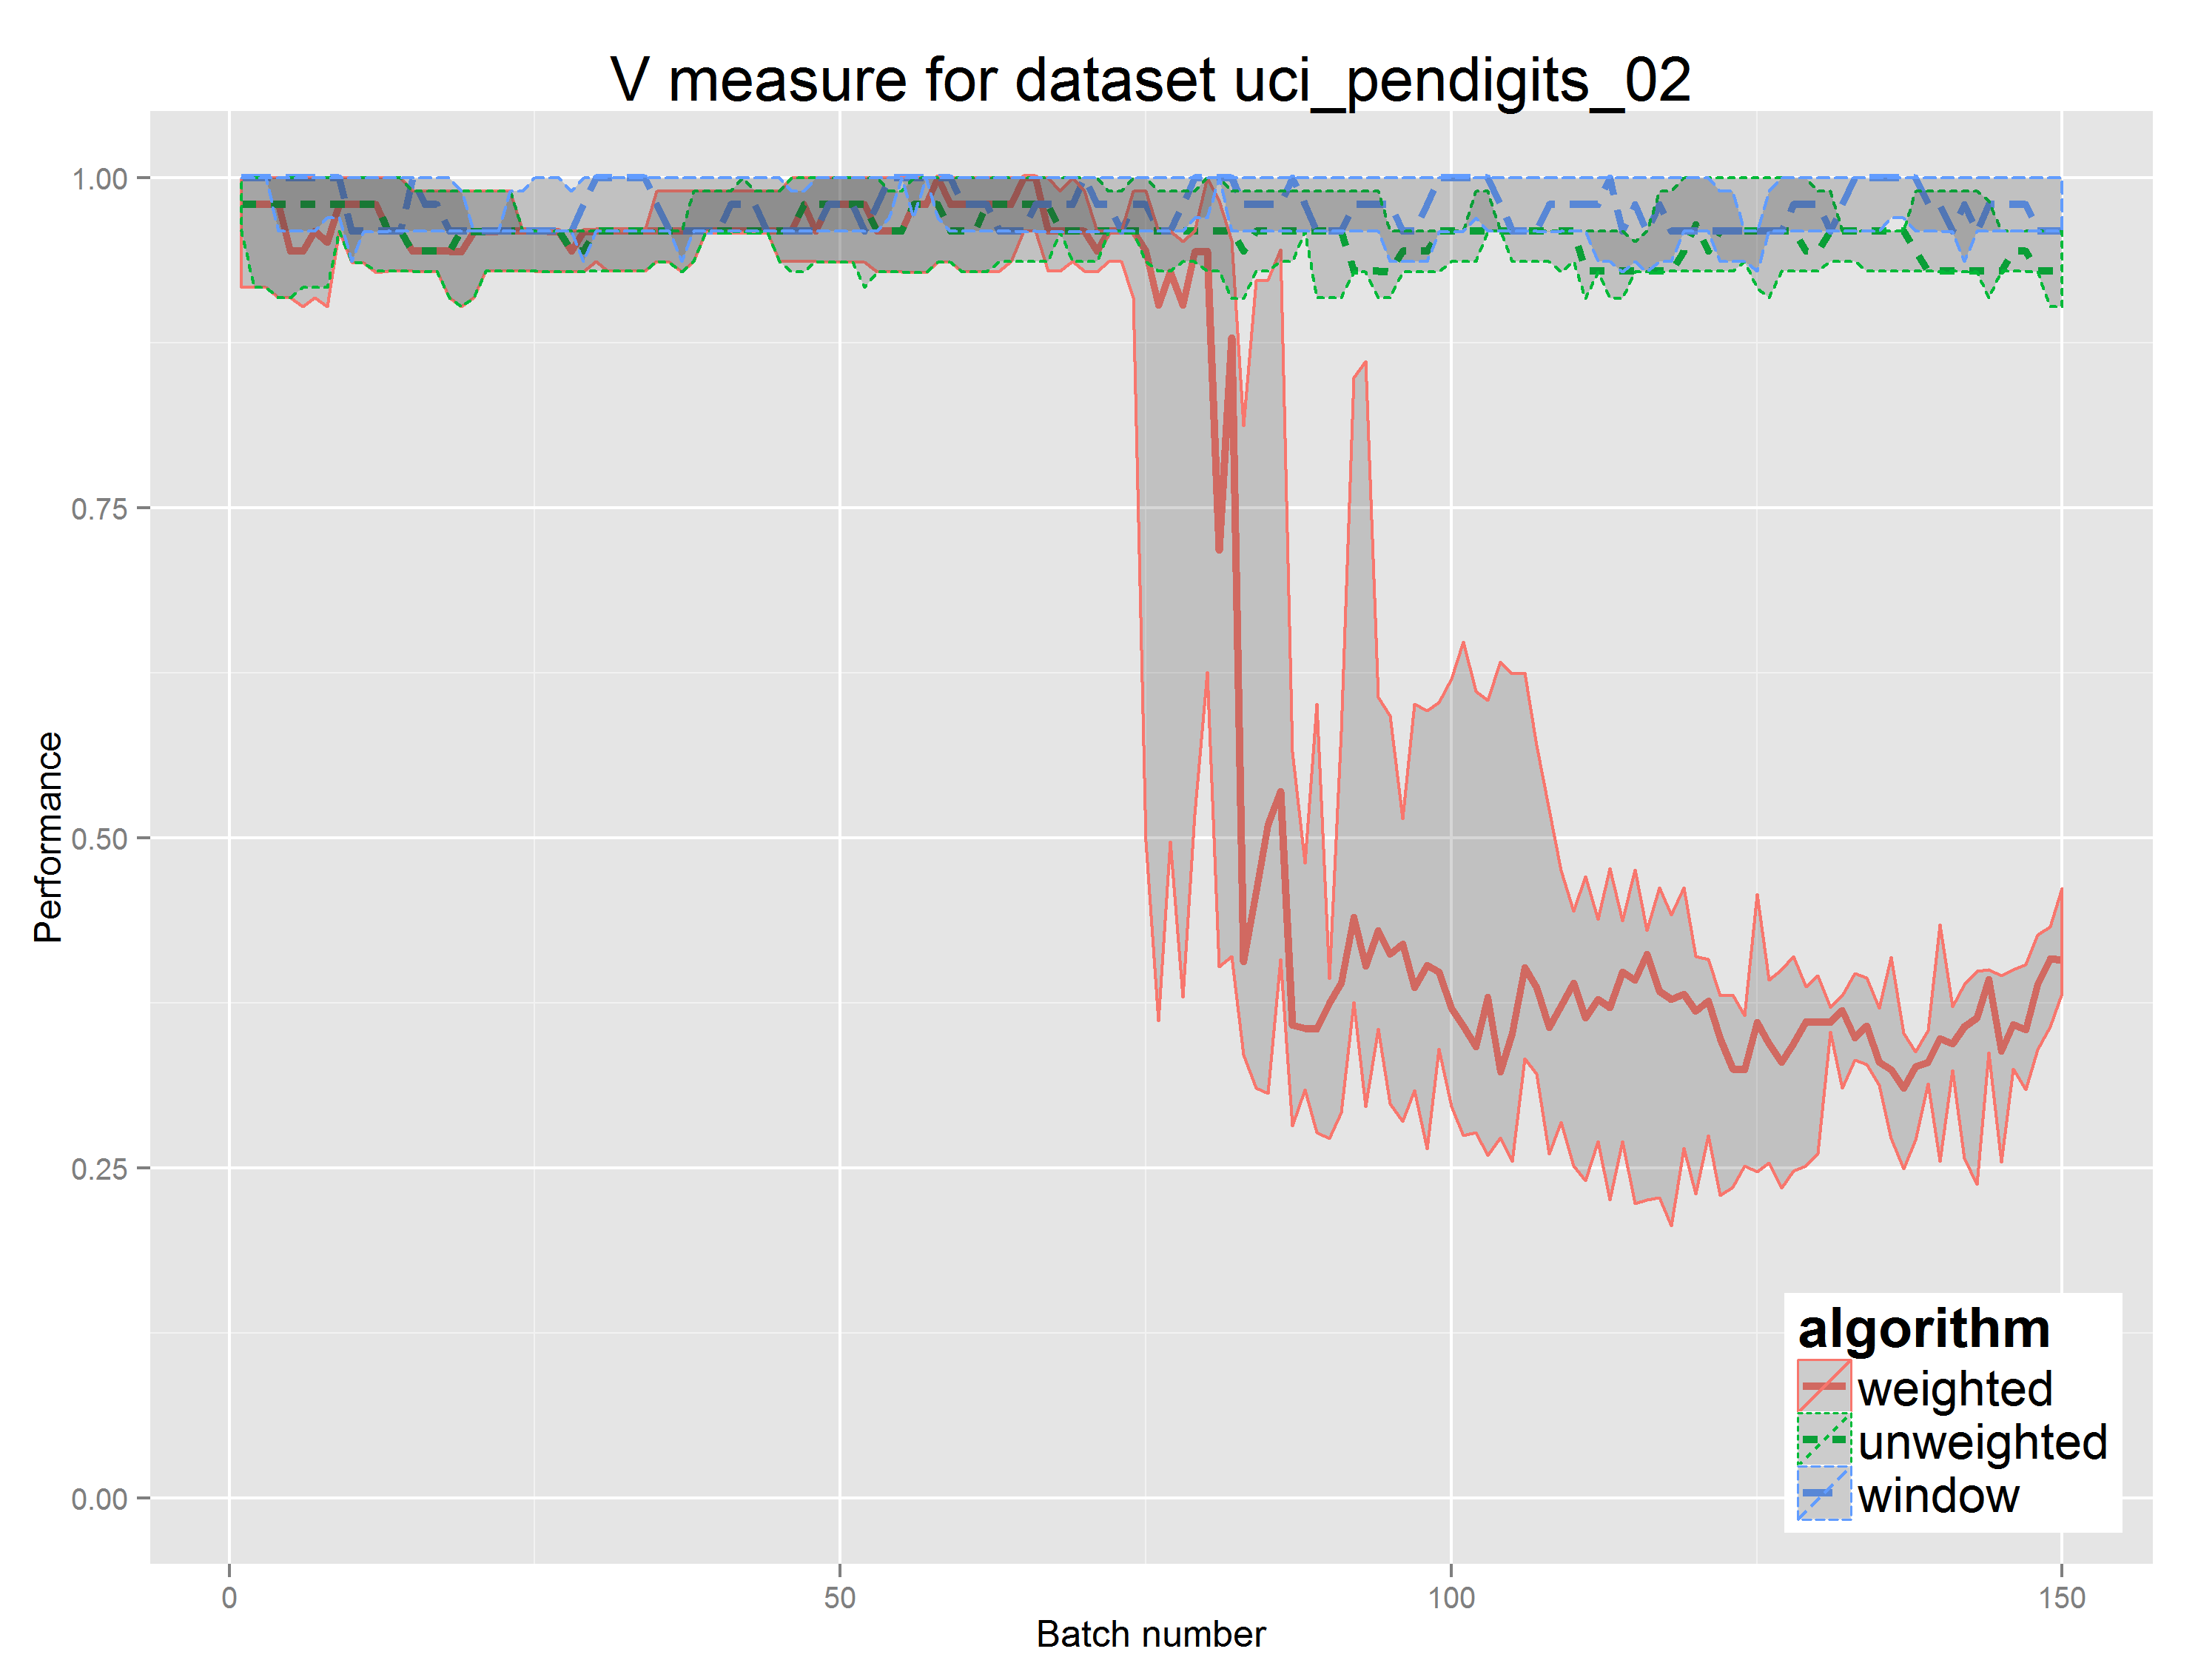 V measure for dataset uci_pendigits_02
1.00
0.75
0.50
0.25
0.00
Performance
0
50
100
150
Batch number
algorithm
weighted
unweighted
window